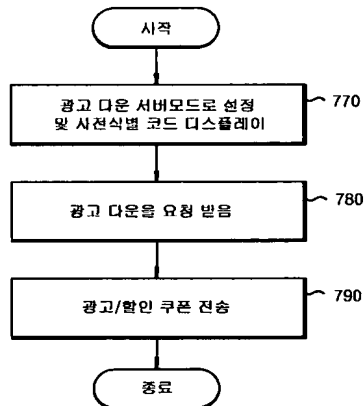 시작
광고 다운 서버모드로 설정
및 사전식별 코드 디스플레이
770
광고 다운을 요청 받음
780
광고/할인 쿠폰 전송
790
종료